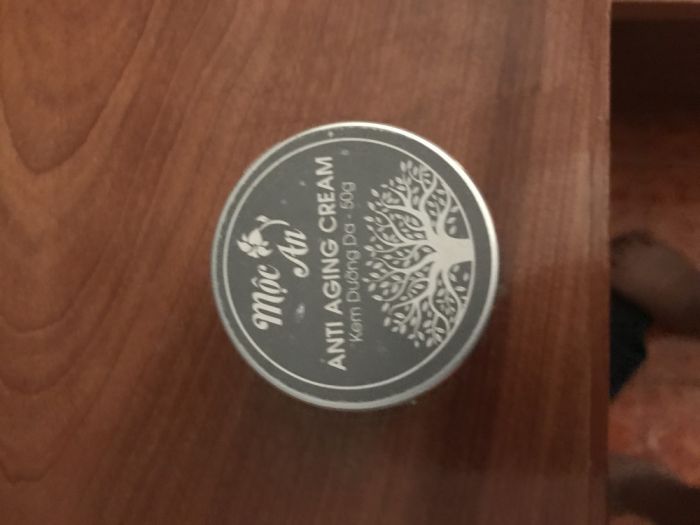 Mộc
An
ANTI AGING CREAM
Kem Dưỡng Da - 50g